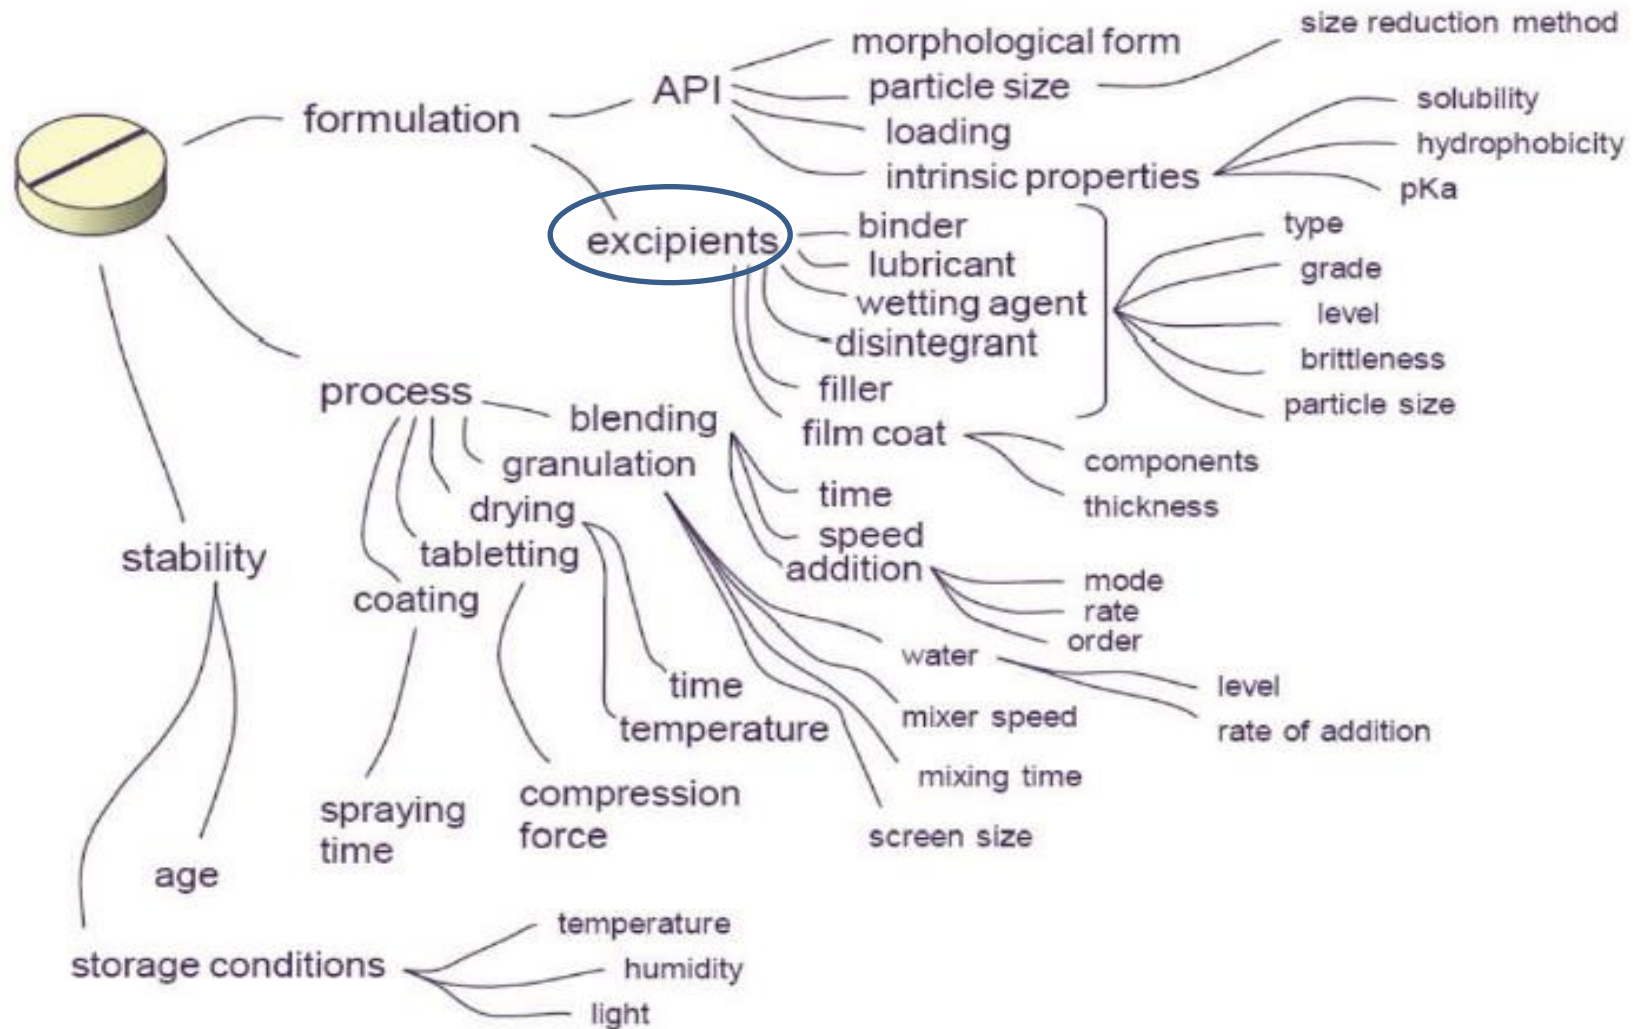 size reduction method
morphological form
API
particle size
solubility
formulation
loading
hydrophobicity
intrinsic properties
pKa
excipients
binder
type
lubricant
grade
wetting agent
level
disintegrant
brittleness
filler
particle size
process
blending
film coat
components
granulation
thickness
time
drying
speed
tabletting
addition
stability
mode
coating
rate
order
water
level
time
mixer speed
rate of addition
temperature
mixing time
spraying
time
compression
force
screen size
age
temperature
storage conditions
humidity
light